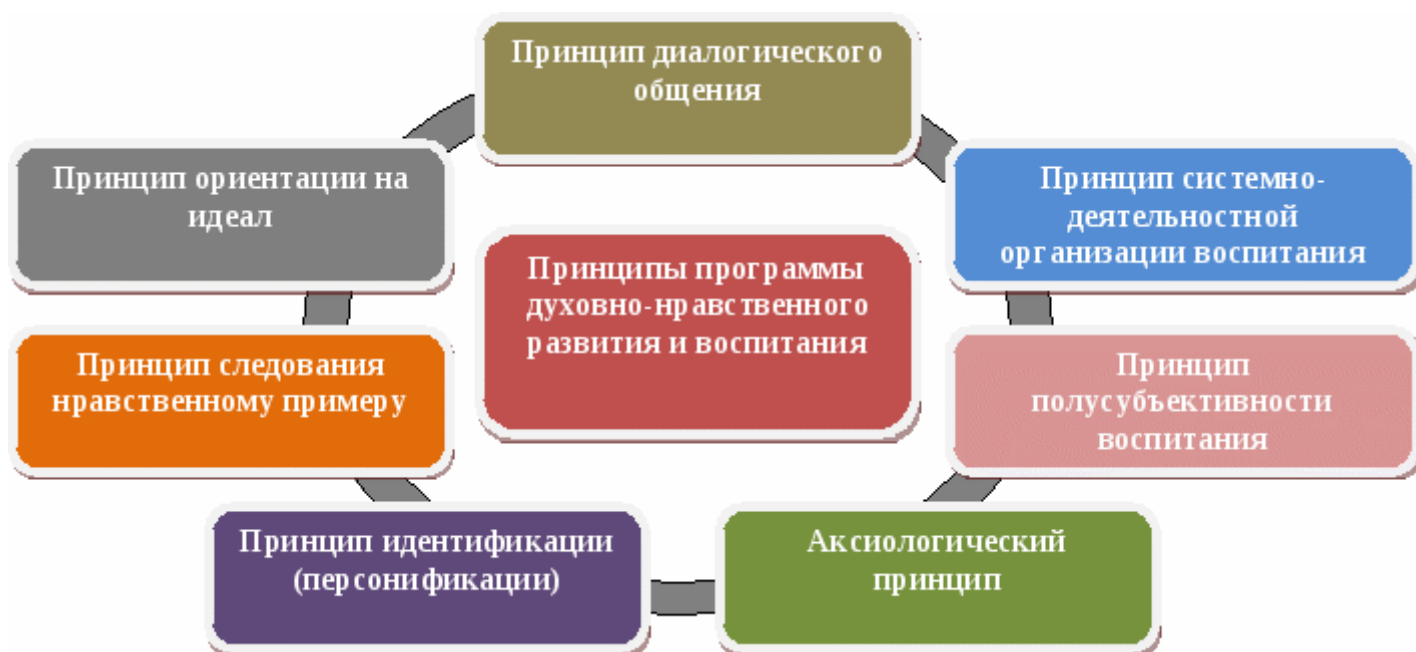 Принцип диалогического
общения
Принцип ориентации на
идеал
Принцип системно-
деятельностной
организации воспитания
Принципы программы
духовно-нравственного
развития и воспитания
Принцип следования
нравственному примеру
Принцип
полусубъективности
воспитания
Принцип идентификации
(персонификации)
Аксиологический
принцип